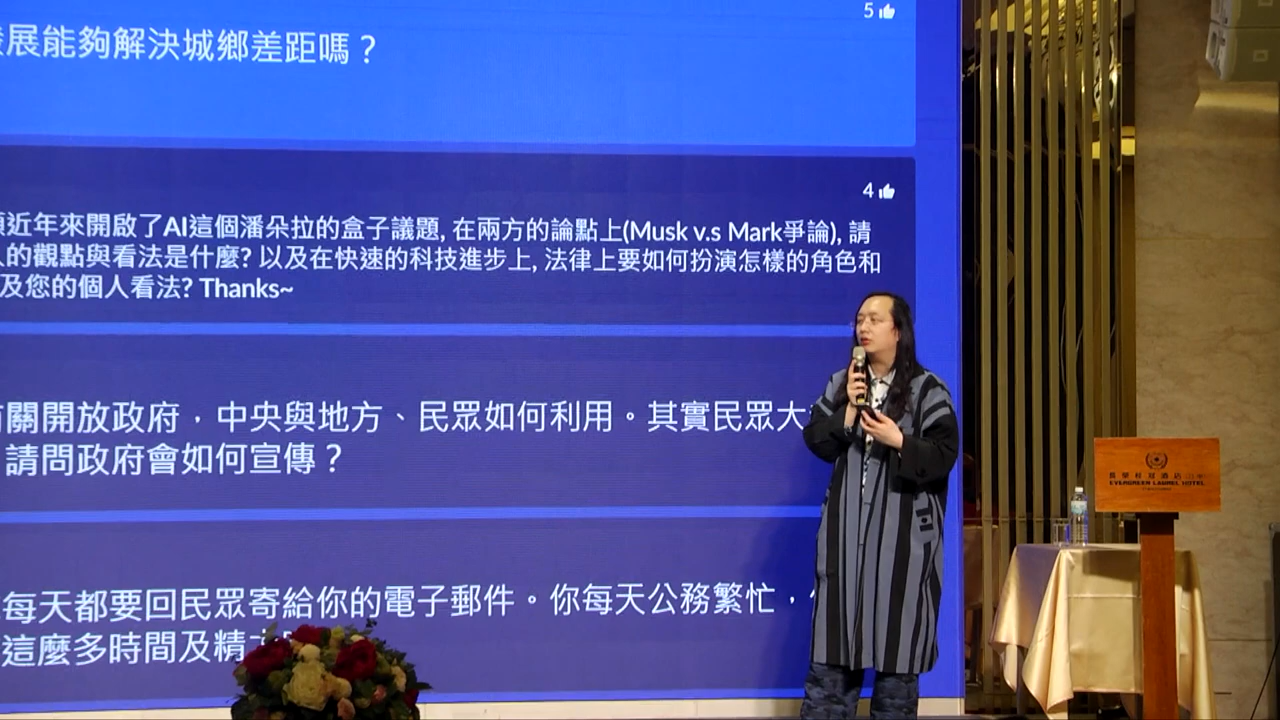 5
展能夠解決城鄉差距嗎？
4
近年來開啟了AI這個潘朵拉的盒子議題, 在兩方的論點上(Musk v.s Mark爭論), 請
的觀點與看法是什麼? 以及在快速的科技進步上, 法律上要如何扮演怎樣的角色和
及您的個人看法? Thanks~
有關開放政府，中央與地方、民眾如何利用。其實民眾大
請問政府會如何宣傳？
每天都要回民眾寄給你的電子郵件。你每天公務繁忙，
這麼多時間及精
長榮桂冠酒店
EVERGREEN LAUREL HOTEL